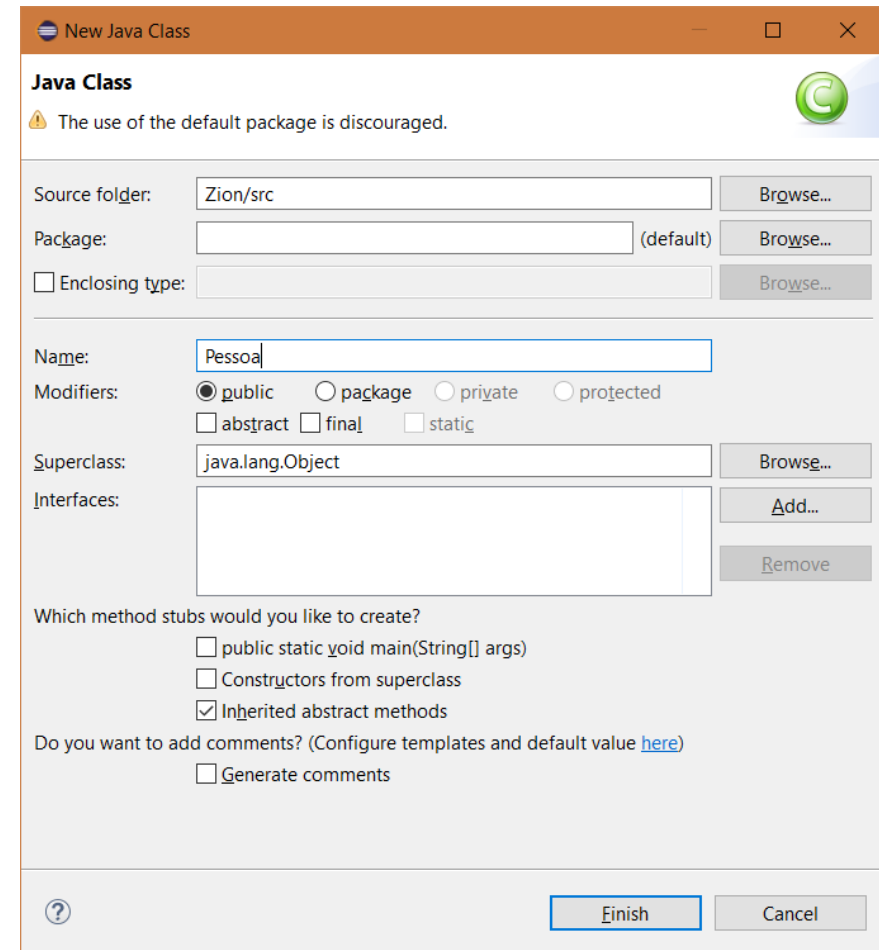 New Java Class
Java Class
The use of the default package is discouraged.
Source folder: Zion/src Browse...
Package: (default) Browse...
Enclosing type: Browse...
Name: Pessoa
Modifiers: public package private protected
abstract final static
Superclass: java.lang.Object Browse...
Interfaces: Add...
Remove
Which method stubs would you like to create?
public static void main(String[] args)
Constructors from superclass
Inherited abstract methods
Do you want to add comments? (Configure templates and default value here)
Generate comments
? Finish Cancel